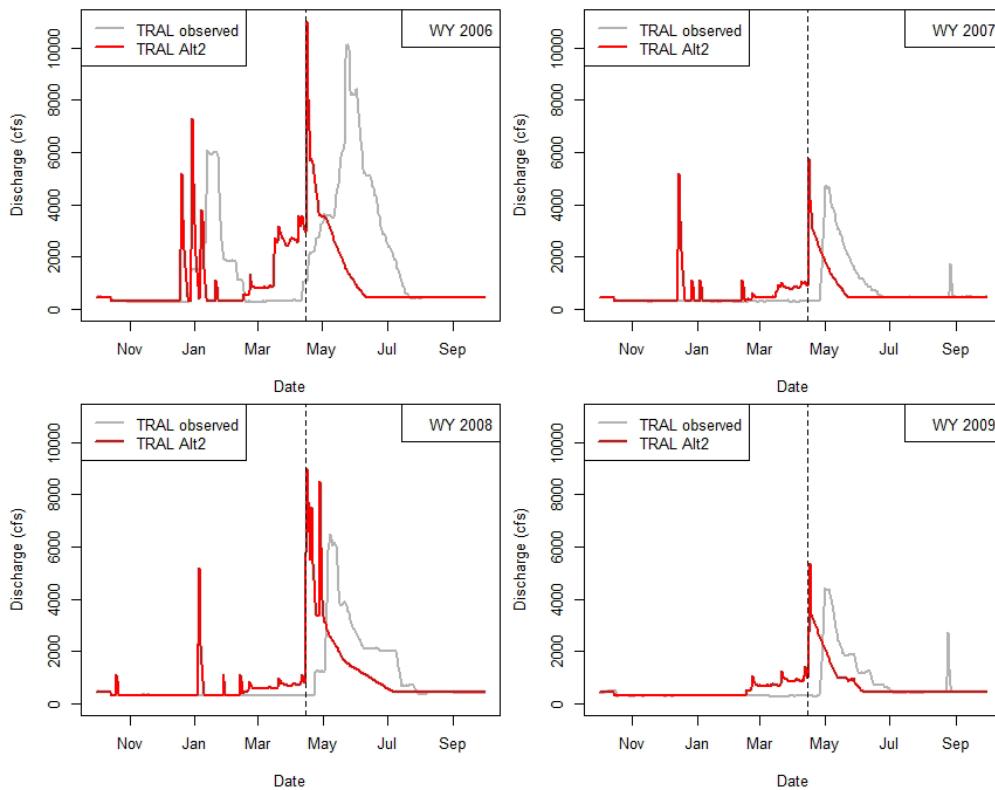 TRAL observed
TRAL Alt2
WY 2006
Discharge (cfs)
0 2000 4000 6000 8000 10000
Nov Jan Mar May Jul Sep
Date
TRAL observed
TRAL Alt2
WY 2007
Discharge (cfs)
0 2000 4000 6000 8000 10000
Nov Jan Mar May Jul Sep
Date
TRAL observed
TRAL Alt2
WY 2008
Discharge (cfs)
0 2000 4000 6000 8000 10000
Nov Jan Mar May Jul Sep
Date
TRAL observed
TRAL Alt2
WY 2009
Discharge (cfs)
0 2000 4000 6000 8000 10000
Nov Jan Mar May Jul Sep
Date